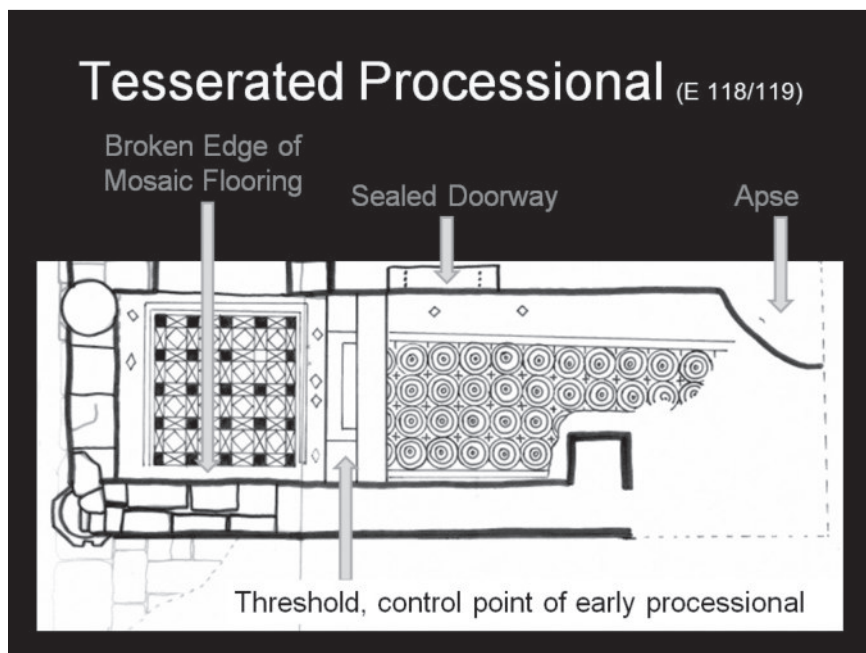 Tesserated Processional (E 118/119)
Broken Edge of
Mosaic Flooring
Sealed Doorway
Apse
Threshold, control point of early processional